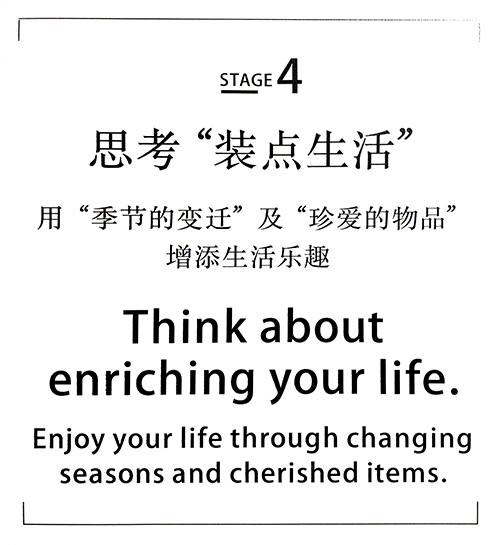 STAGE 4
思考“装点生活”
用“季节的变迁”及“珍爱的物品”
增添生活乐趣
Think about
enriching your life.
Enjoy your life through changing
seasons and cherished items.